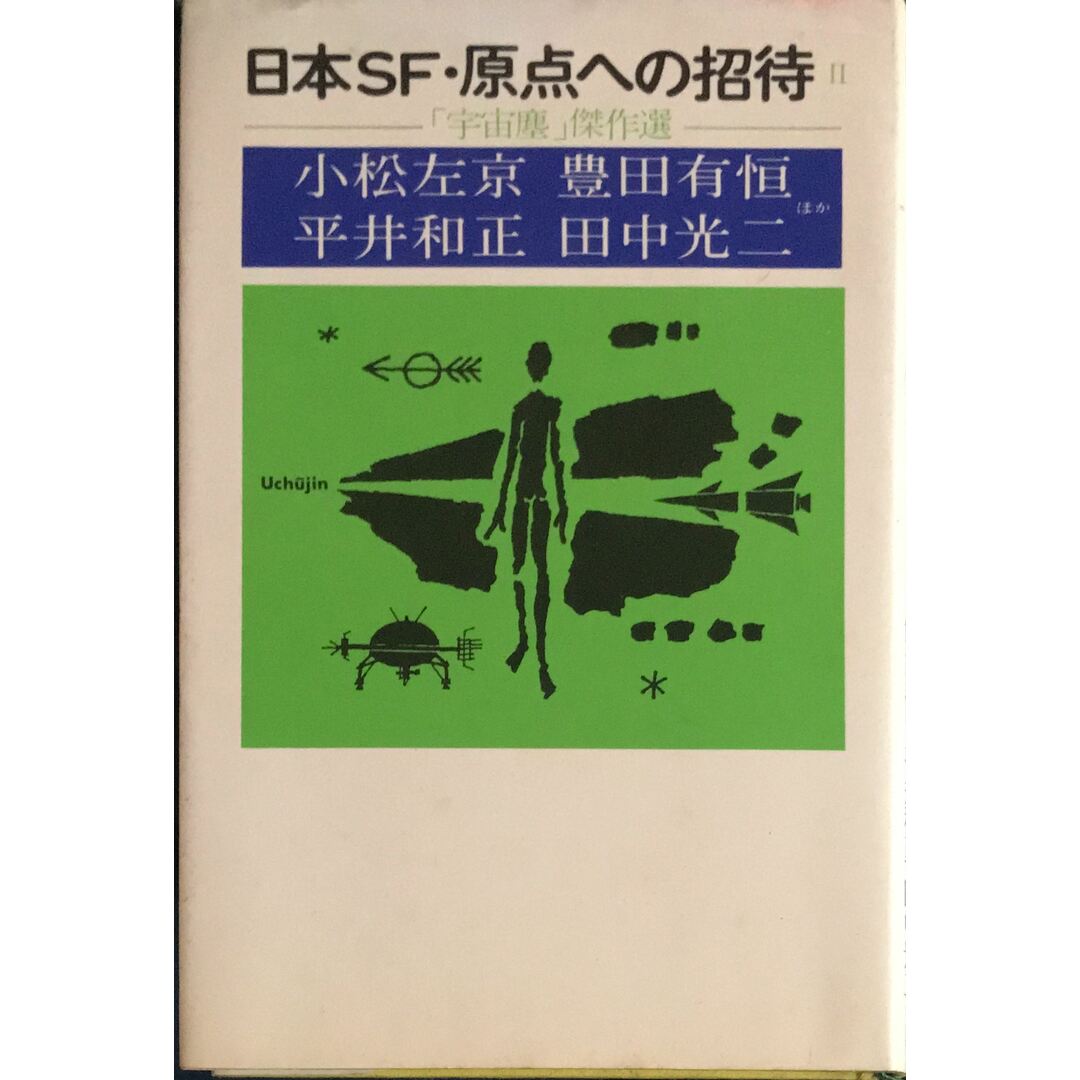 日本SF・原点への招待 II
「宇宙塵」傑作選
小松左京 豊田有恒
平井和正 田中光二 ほか
Uchūjin